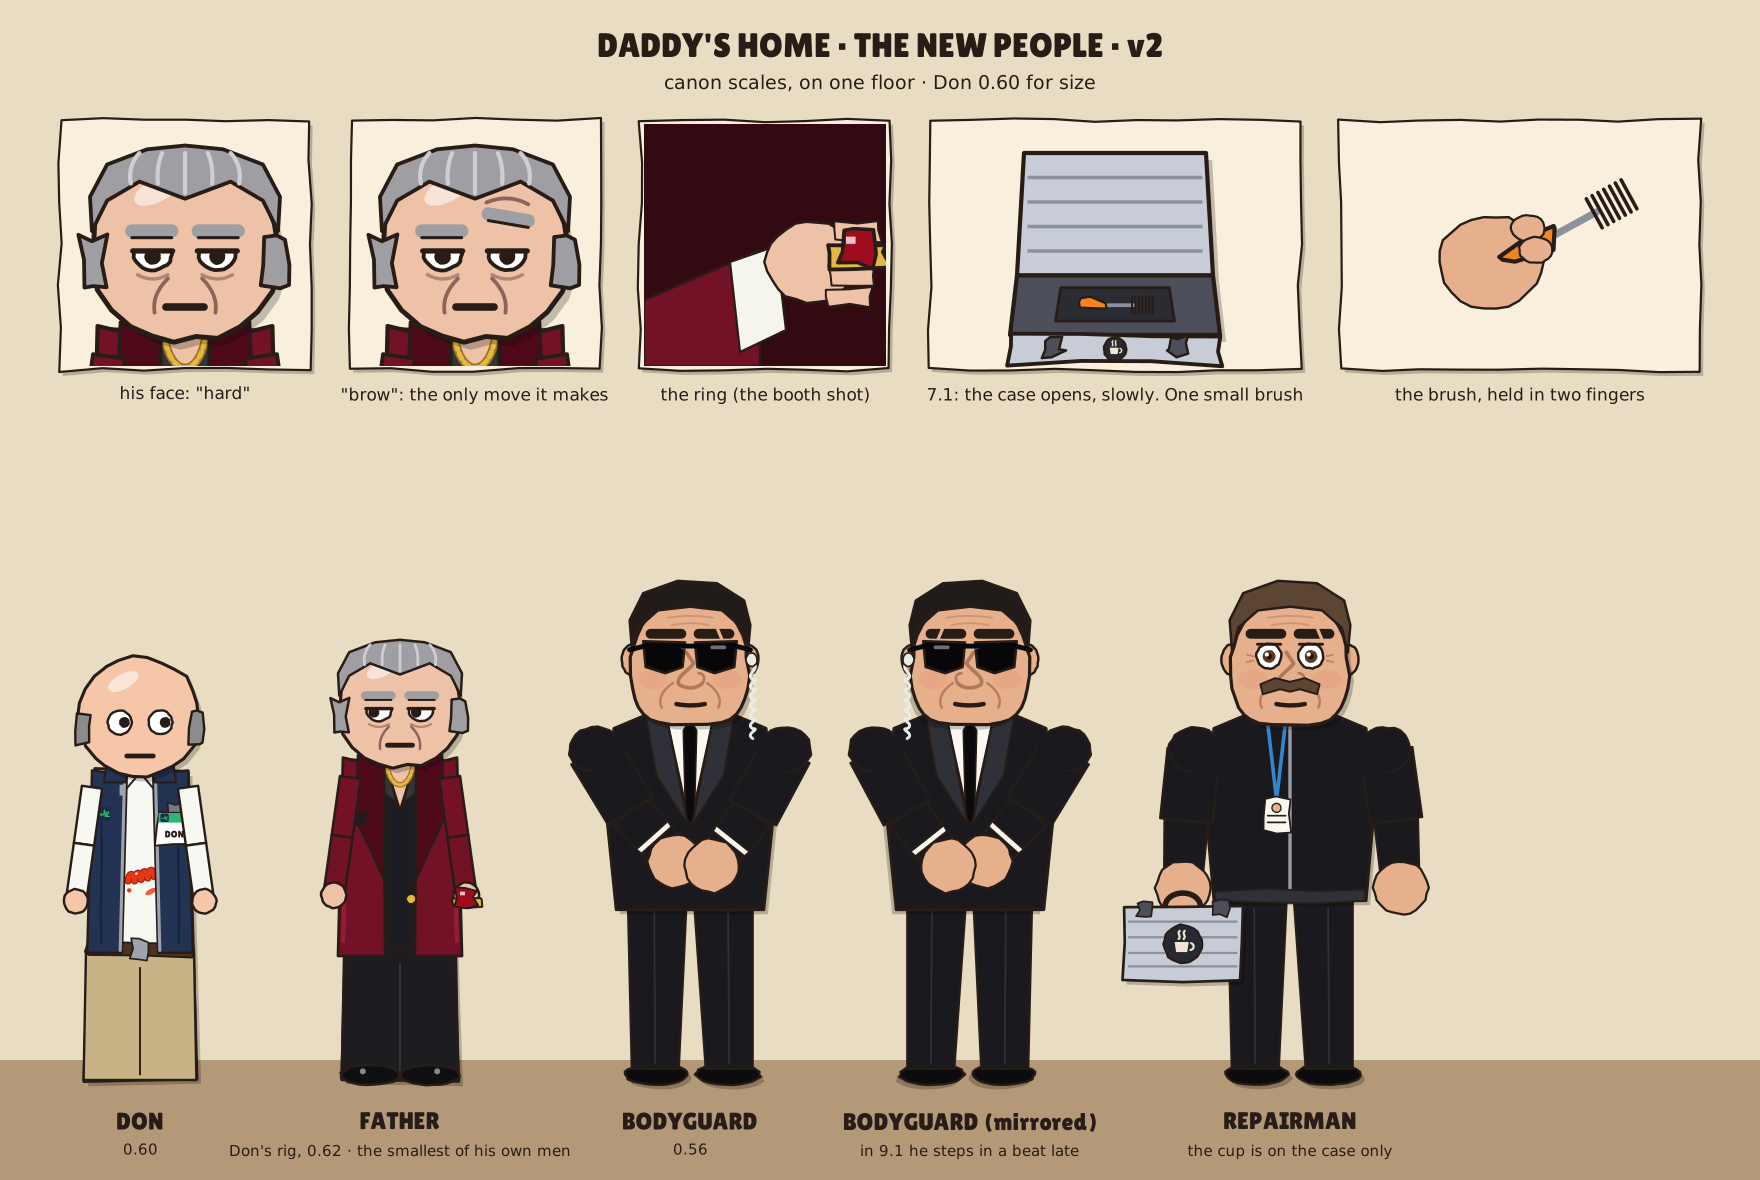 DADDY'S HOME · THE NEW PEOPLE · v2
canon scales, on one floor · Don 0.60 for size
his face: "hard"
"brow": the only move it makes
the ring (the booth shot)
7.1: the case opens, slowly. One small brush
the brush, held in two fingers
DON
DON
FATHER
BODYGUARD
BODYGUARD (mirrored)
REPAIRMAN
0.60
Don's rig, 0.62 · the smallest of his own men
0.56
in 9.1 he steps in a beat late
the cup is on the case only